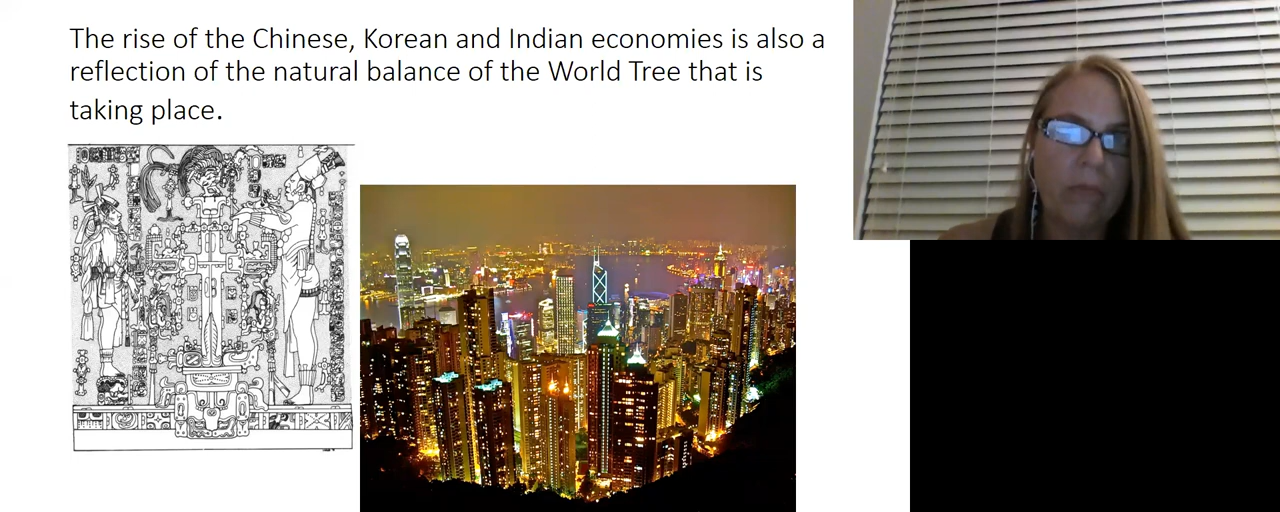 The rise of the Chinese, Korean and Indian economies is also a
reflection of the natural balance of the World Tree that is
taking place.